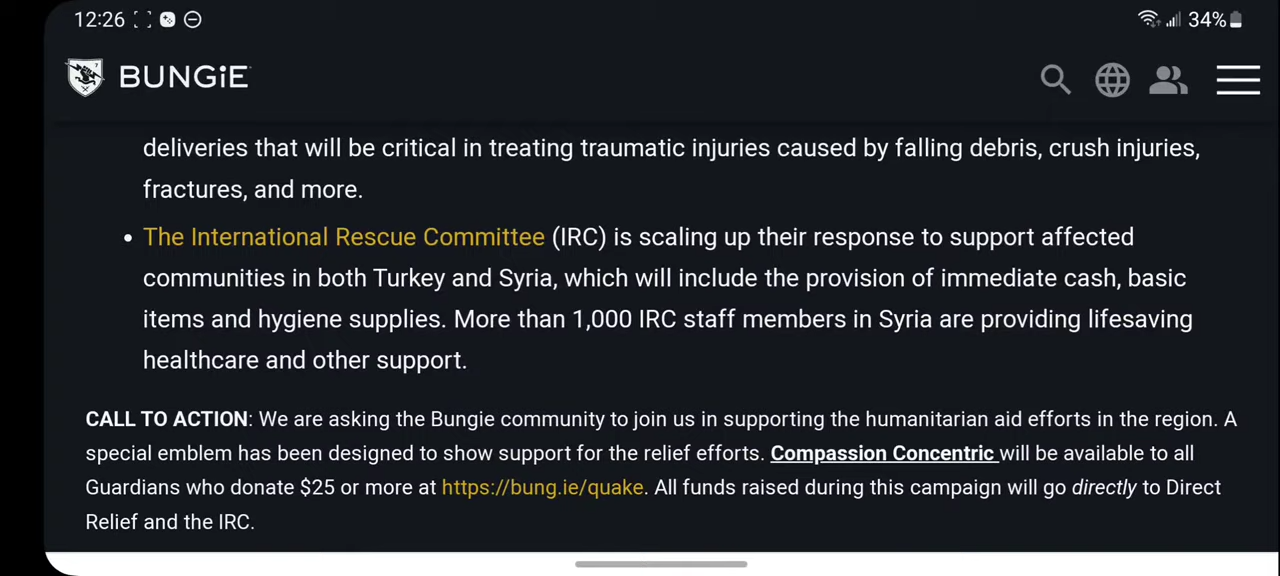 12:26 34%
BUNGiE
deliveries that will be critical in treating traumatic injuries caused by falling debris, crush injuries,
fractures, and more.
• The International Rescue Committee (IRC) is scaling up their response to support affected
communities in both Turkey and Syria, which will include the provision of immediate cash, basic
items and hygiene supplies. More than 1,000 IRC staff members in Syria are providing lifesaving
healthcare and other support.
CALL TO ACTION: We are asking the Bungie community to join us in supporting the humanitarian aid efforts in the region. A
special emblem has been designed to show support for the relief efforts. Compassion Concentric will be available to all
Guardians who donate $25 or more at https://bung.ie/quake. All funds raised during this campaign will go directly to Direct
Relief and the IRC.